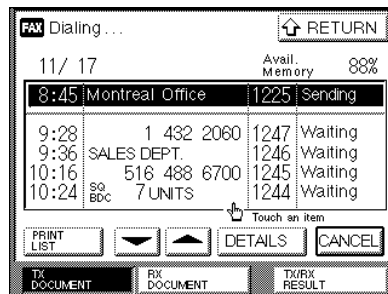 FAX Dialing... RETURN
11/ 17 Avail. Memory 88%
8:45 Montreal Office 1225 Sending
9:28 1 432 2060 1247 Waiting
9:36 SALES DEPT. 1246 Waiting
10:16 516 488 6700 1245 Waiting
10:24 SQ. BDC 7 UNITS 1244 Waiting
Touch an item
PRINT LIST DETAILS CANCEL
TX DOCUMENT RX DOCUMENT TX/RX RESULT